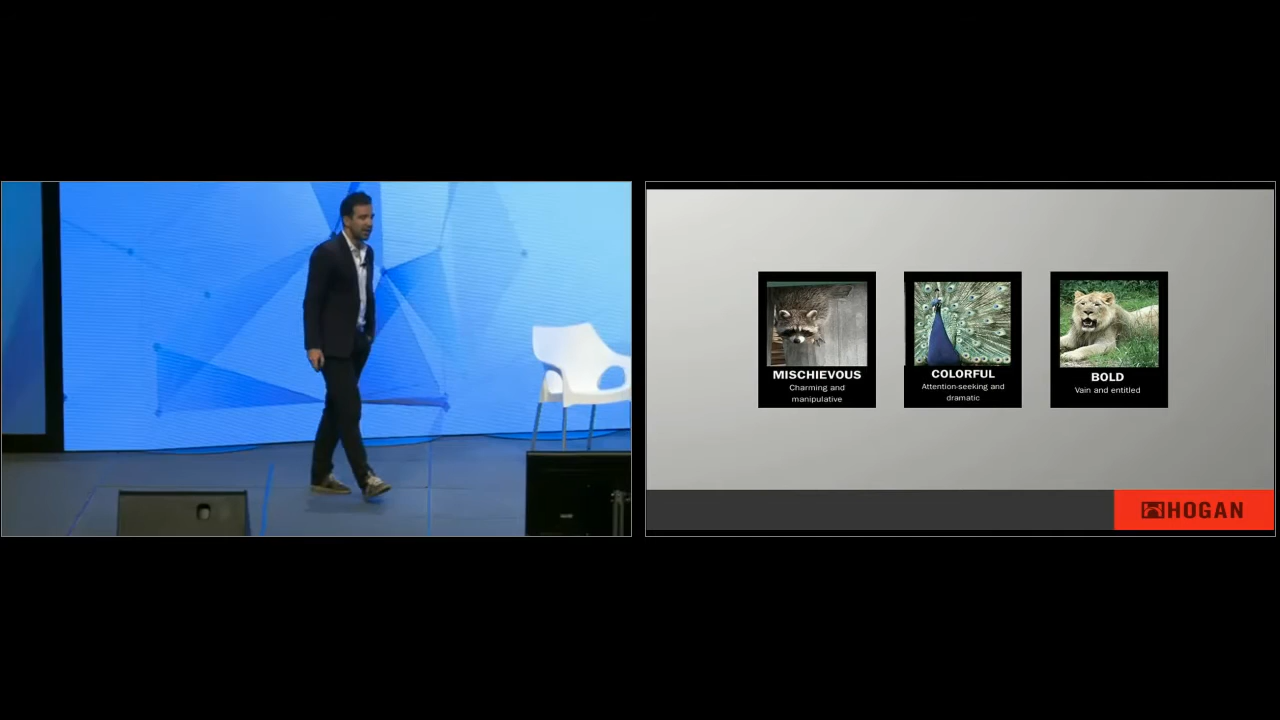 MISCHIEVOUS
Charming and
manipulative
COLORFUL
Attention-seeking and
dramatic
BOLD
Vain and entitled
HOGAN